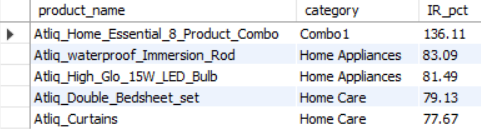 product_name category IR_pct
Atliq_Home_Essential_8_Product_Combo Combo1 136.11
Atliq_waterproof_Immersion_Rod Home Appliances 83.09
Atliq_High_Glo_15W_LED_Bulb Home Appliances 81.49
Atliq_Double_Bedsheet_set Home Care 79.13
Atliq_Curtains Home Care 77.67